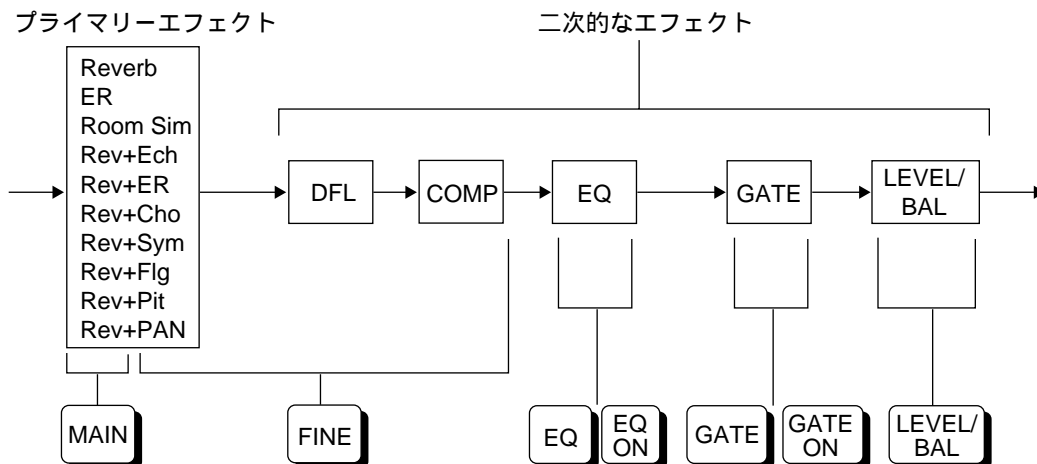 プライマリーエフェクト
二次的なエフェクト
Reverb
ER
Room Sim
Rev+Ech
Rev+ER
Rev+Cho
Rev+Sym
Rev+Flg
Rev+Pit
Rev+PAN
DFL
COMP
EQ
GATE
LEVEL/
BAL
MAIN
FINE
EQ
EQ
ON
GATE
GATE
ON
LEVEL/
BAL